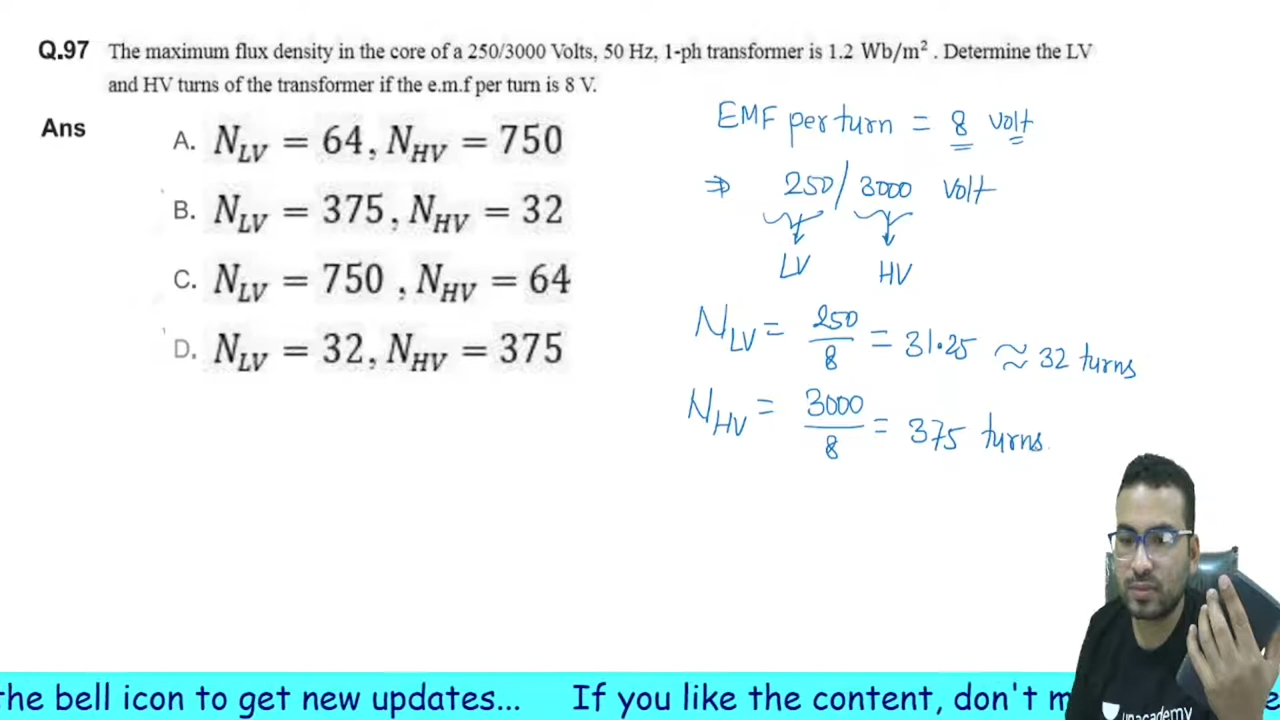 Q.97 The maximum flux density in the core of a 250/3000 Volts, 50 Hz, 1-ph transformer is 1.2 Wb/m². Determine the LV
and HV turns of the transformer if the e.m.f per turn is 8 V.
Ans
A. N_LV = 64, N_HV = 750
B. N_LV = 375, N_HV = 32
C. N_LV = 750, N_HV = 64
D. N_LV = 32, N_HV = 375
EMF per turn = 8 volt
⇒ 250/3000 volt
LV HV
N_LV = 250/8 = 31.25 ≈ 32 turns
N_HV = 3000/8 = 375 turns.
unacademy
the bell icon to get new updates... If you like the content, don't m